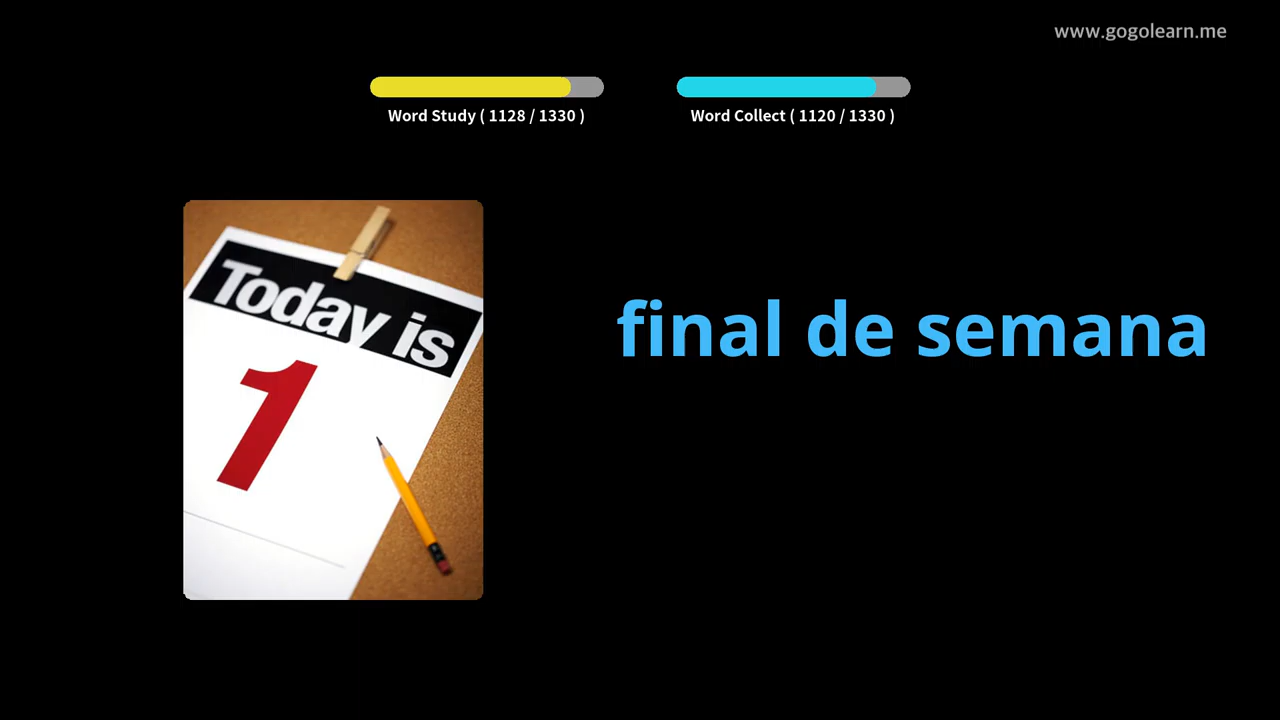 www.gogolearn.me
Word Study ( 1128 / 1330 )
Word Collect ( 1120 / 1330 )
Today is
1
final de semana